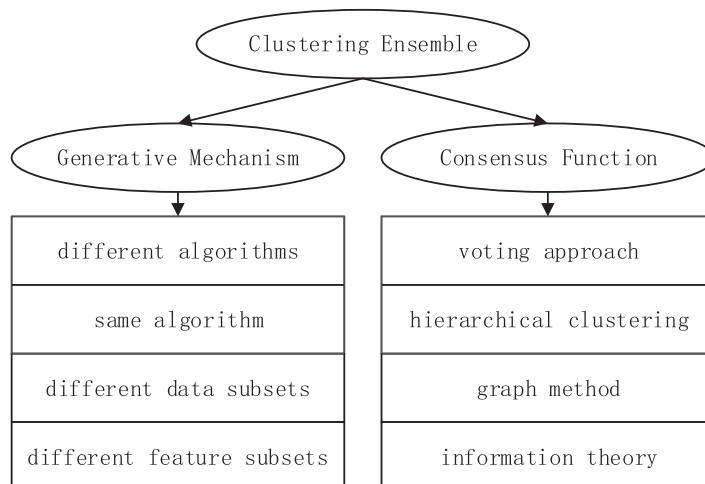 Clustering Ensemble
Generative Mechanism
Consensus Function
different algorithms
same algorithm
different data subsets
different feature subsets
voting approach
hierarchical clustering
graph method
information theory